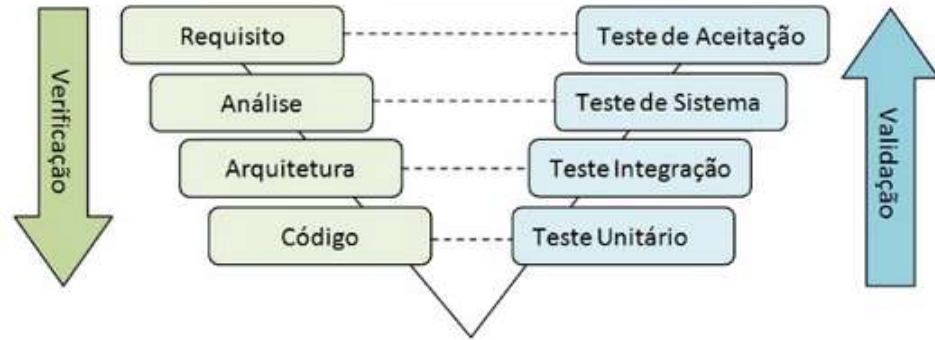 Verificação
Requisito
Teste de Aceitação
Análise
Teste de Sistema
Arquitetura
Teste Integração
Código
Teste Unitário
Validação